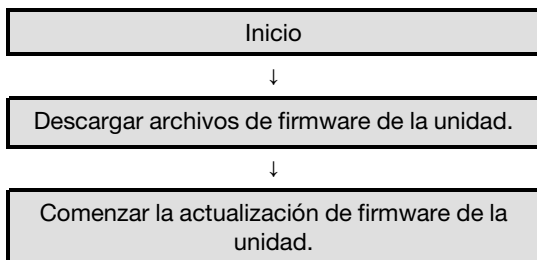 Inicio
↓
Descargar archivos de firmware de la unidad.
↓
Comenzar la actualización de firmware de la
unidad.